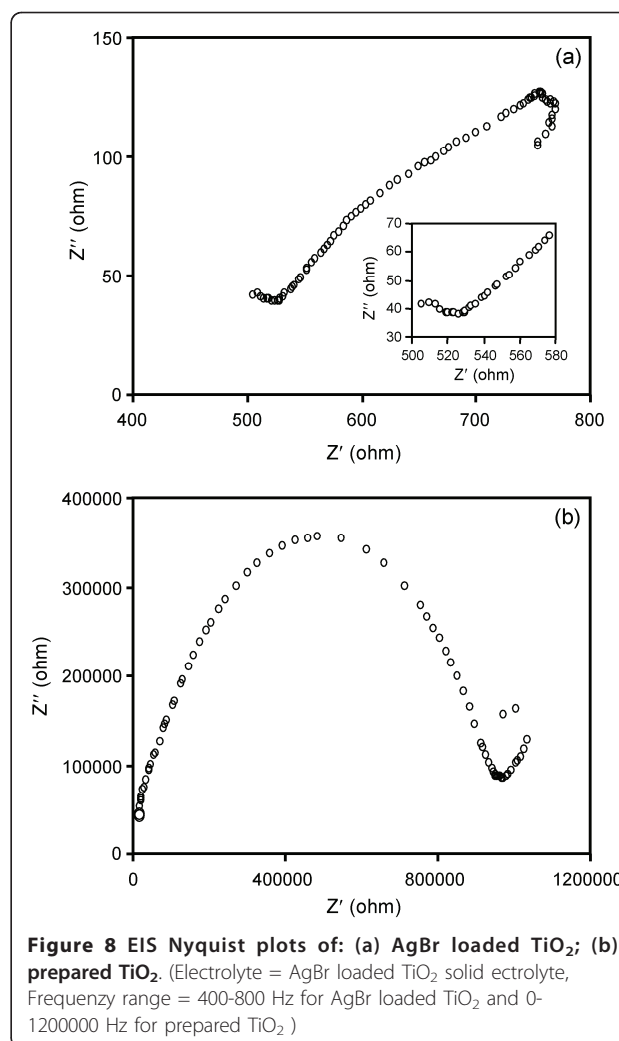 150
(a)
100
Z″ (ohm)
50
0
400 500 600 700 800
Z′ (ohm)
70
60
50
40
30
Z″ (ohm)
500 520 540 560 580
Z′ (ohm)
400000
(b)
300000
Z″ (ohm)
200000
100000
0
0 400000 800000 1200000
Z′ (ohm)
Figure 8 EIS Nyquist plots of: (a) AgBr loaded TiO₂; (b)
prepared TiO₂. (Electrolyte = AgBr loaded TiO₂ solid ectrolyte,
Frequenzy range = 400-800 Hz for AgBr loaded TiO₂ and 0-
1200000 Hz for prepared TiO₂ )